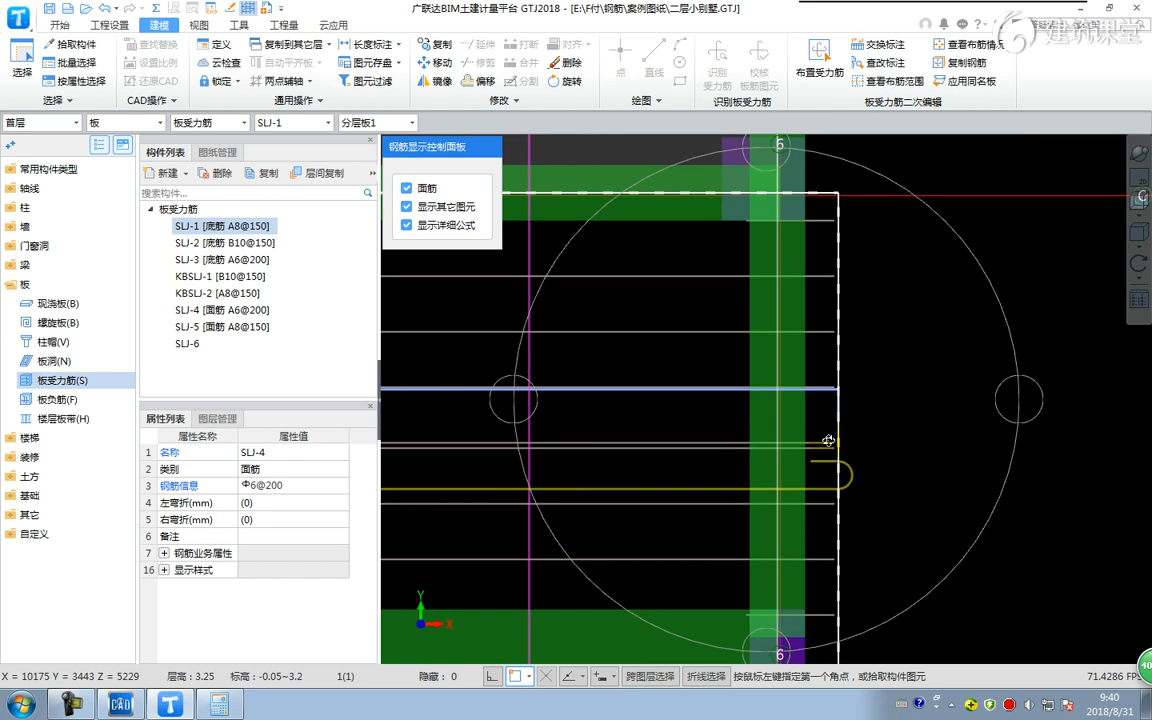 广联达BIM土建计量平台 GTJ2018 - [E:\F付\钢筋\案例图纸\二层小别墅.GTJ]
开始 工程设置 建模 视图 工具 工程量 云应用
建筑课堂
选择 拾取构件 批量选择 按属性选择
查找替换 设置比例 还原CAD
定义 云检查 锁定
复制到其它层 自动平齐板 两点辅轴
长度标注 图元存盘 图元过滤
复制 移动 镜像
延伸 修剪 偏移
打断 合并 分割
对齐 删除 旋转
点 直线
识别受力筋 校核板筋图元
布置受力筋
交换标注 查改标注 查看布筋范围
查看布筋情况 复制钢筋 应用同名板
选择 CAD操作 通用操作 修改 绘图 识别板受力筋 板受力筋二次编辑
首层 板 板受力筋 SLJ-1 分层板1
常用构件类型
轴线
柱
墙
门窗洞
梁
板
现浇板(B)
螺旋板(B)
柱帽(V)
板洞(N)
板受力筋(S)
板负筋(F)
楼层板带(H)
楼梯
装修
土方
基础
其它
自定义
构件列表 图纸管理
新建 删除 复制 层间复制
搜索构件...
板受力筋
SLJ-1 [底筋 A8@150]
SLJ-2 [底筋 B10@150]
SLJ-3 [底筋 A6@200]
KBSLJ-1 [B10@150]
KBSLJ-2 [A8@150]
SLJ-4 [面筋 A6@200]
SLJ-5 [面筋 A8@150]
SLJ-6
属性列表 图层管理
属性名称 属性值
1 名称 SLJ-4
2 类别 面筋
3 钢筋信息 Φ6@200
4 左弯折(mm) (0)
5 右弯折(mm) (0)
6 备注
7 钢筋业务属性
16 显示样式
钢筋显示控制面板
面筋
显示其它图元
显示详细公式
6
C
6
Y
X
2D
X = 10175 Y = 3443 Z = 5229 层高: 3.25 标高: -0.05~3.2 1(1) 隐藏: 0 跨图层选择 折线选择 按鼠标左键指定第一个角点，或拾取构件图元 71.4286 FPS
40
CAD
9:40
2018/8/31